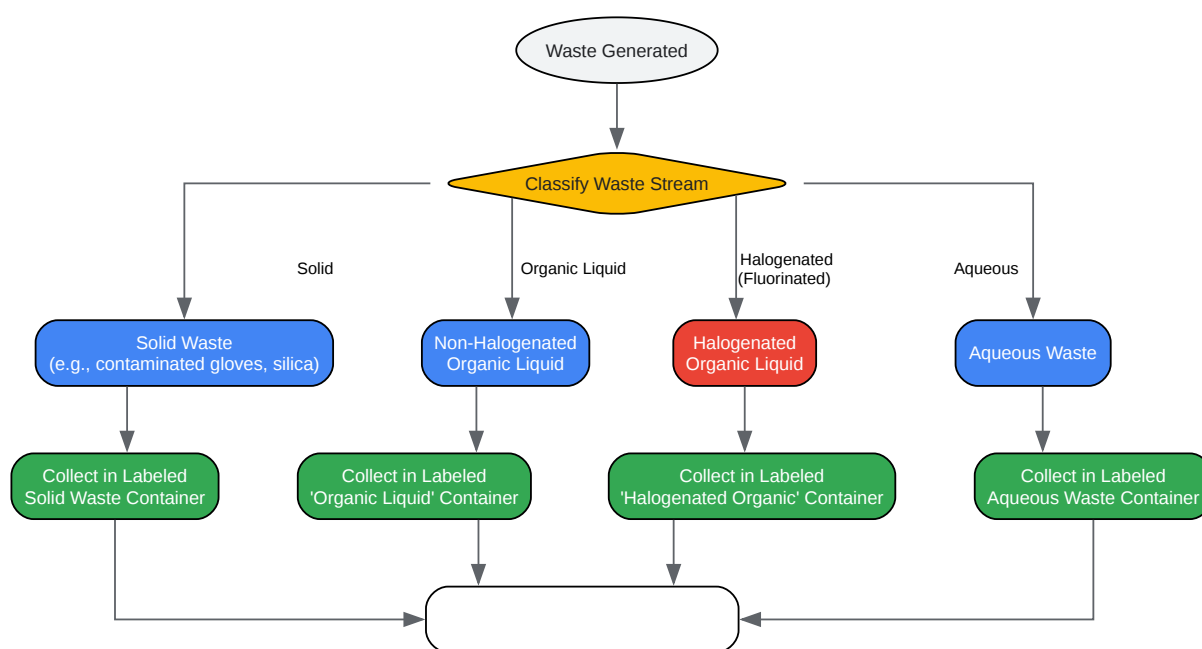 Waste Generated
Classify Waste Stream
Solid
Organic Liquid
Halogenated
(Fluorinated)
Aqueous
Solid Waste
(e.g., contaminated gloves, silica)
Non-Halogenated
Organic Liquid
Halogenated
Organic Liquid
Aqueous Waste
Collect in Labeled
Solid Waste Container
Collect in Labeled
'Organic Liquid' Container
Collect in Labeled
'Halogenated Organic' Container
Collect in Labeled
Aqueous Waste Container